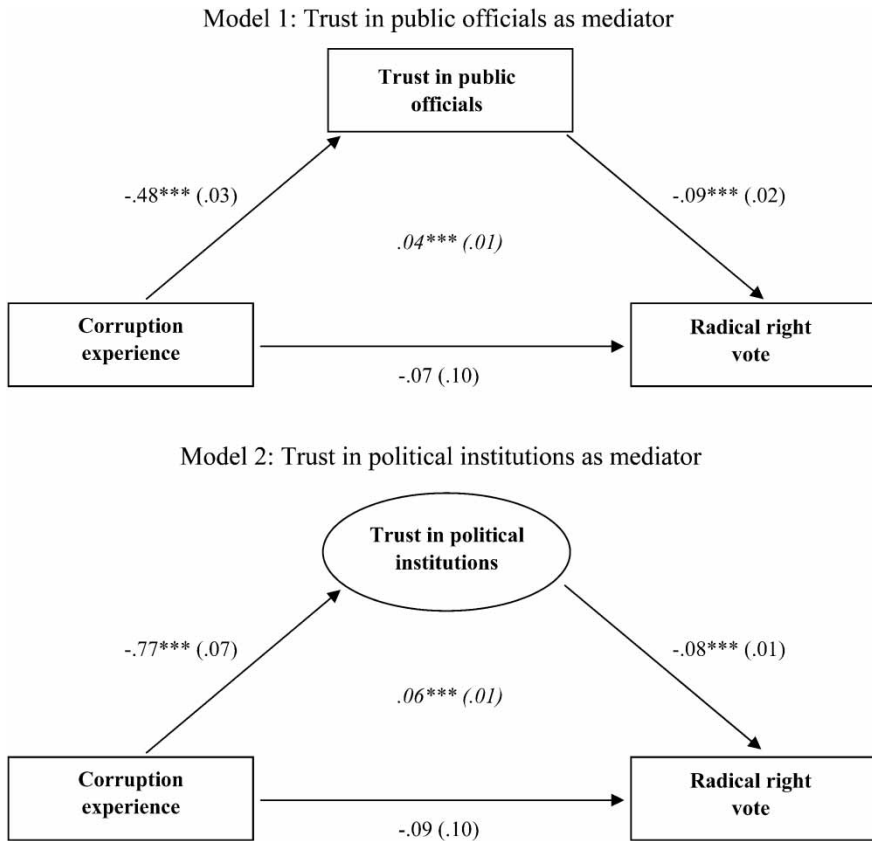 Model 1: Trust in public officials as mediator
Trust in public
officials
-.48*** (.03)
-.09*** (.02)
.04*** (.01)
Corruption
experience
Radical right
vote
-.07 (.10)
Model 2: Trust in political institutions as mediator
Trust in political
institutions
-.77*** (.07)
-.08*** (.01)
.06*** (.01)
Corruption
experience
Radical right
vote
-.09 (.10)